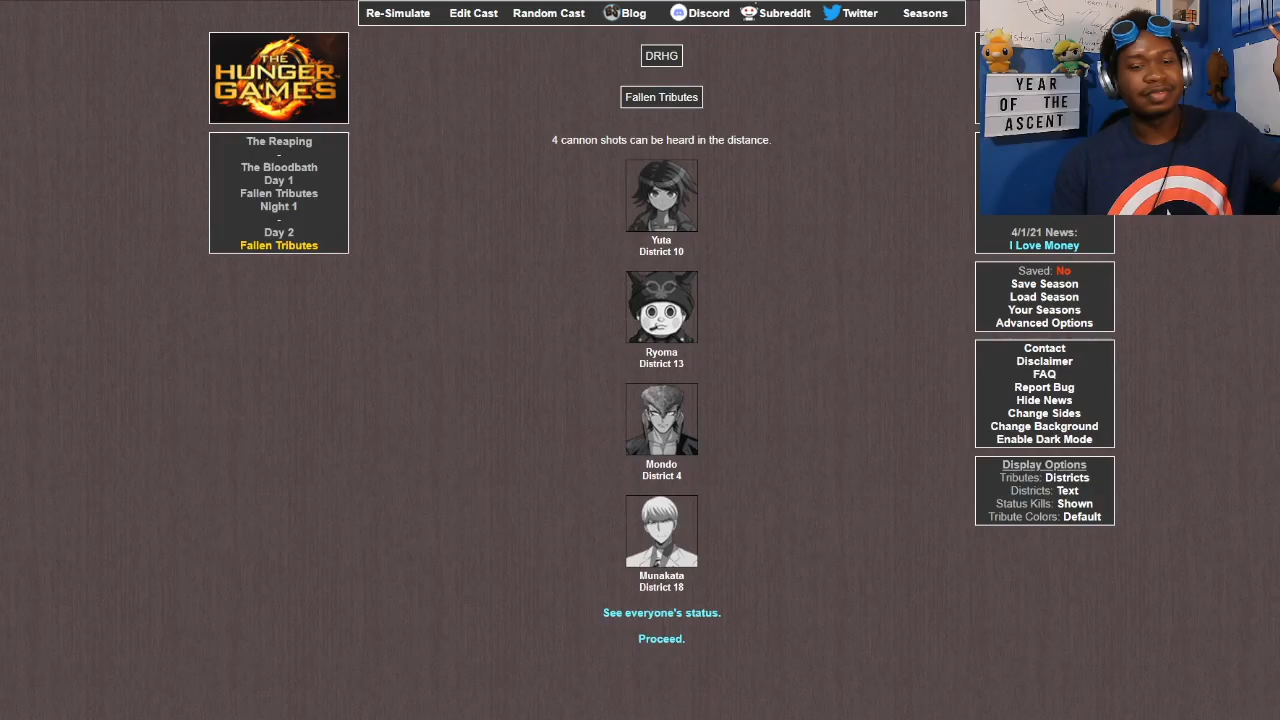 Re-Simulate Edit Cast Random Cast Blog Discord Subreddit Twitter Seasons
THE
HUNGER
GAMES
The Reaping
-
The Bloodbath
Day 1
Fallen Tributes
Night 1
-
Day 2
Fallen Tributes
DRHG
Fallen Tributes
4 cannon shots can be heard in the distance.
Yuta
District 10
Ryoma
District 13
Mondo
District 4
Munakata
District 18
See everyone's status.
Proceed.
YEAR
OF THE
ASCENT
4/1/21 News:
I Love Money
Saved: No
Save Season
Load Season
Your Seasons
Advanced Options
Contact
Disclaimer
FAQ
Report Bug
Hide News
Change Sides
Change Background
Enable Dark Mode
Display Options
Tributes: Districts
Districts: Text
Status Kills: Shown
Tribute Colors: Default